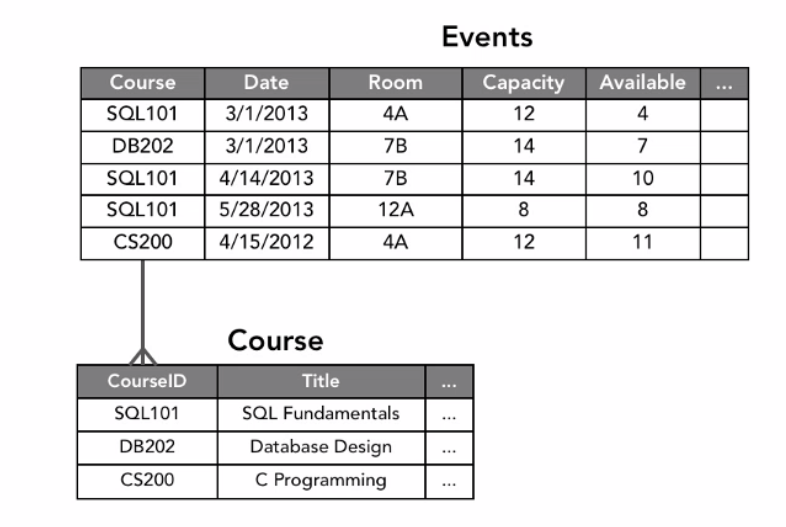 Events
Course Date Room Capacity Available ...
SQL101 3/1/2013 4A 12 4
DB202 3/1/2013 7B 14 7
SQL101 4/14/2013 7B 14 10
SQL101 5/28/2013 12A 8 8
CS200 4/15/2012 4A 12 11
Course
CourseID Title ...
SQL101 SQL Fundamentals ...
DB202 Database Design ...
CS200 C Programming ...